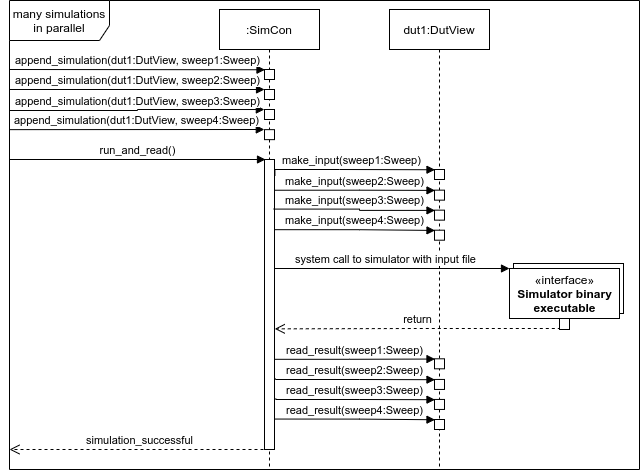 many simulations
in parallel
:SimCon
dut1:DutView
append_simulation(dut1:DutView, sweep1:Sweep)
append_simulation(dut1:DutView, sweep2:Sweep)
append_simulation(dut1:DutView, sweep3:Sweep)
append_simulation(dut1:DutView, sweep4:Sweep)
run_and_read()
make_input(sweep1:Sweep)
make_input(sweep2:Sweep)
make_input(sweep3:Sweep)
make_input(sweep4:Sweep)
system call to simulator with input file
«interface»
Simulator binary
executable
return
read_result(sweep1:Sweep)
read_result(sweep2:Sweep)
read_result(sweep3:Sweep)
read_result(sweep4:Sweep)
simulation_successful